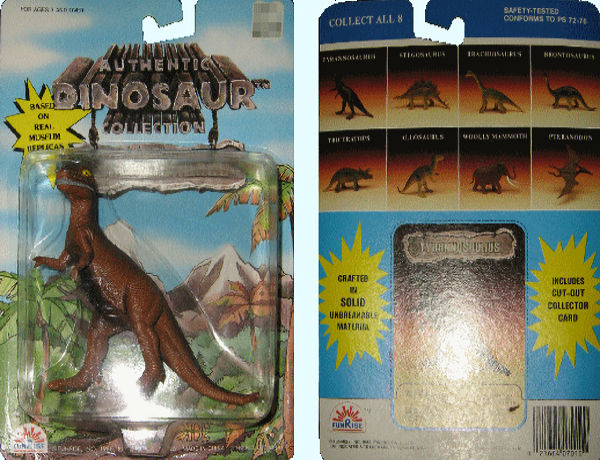 FOR AGES 3 AND OVER
AUTHENTIC
DINOSAUR
COLLECTION
BASED
ON
REAL
MUSEUM
REPLICAS
FUNRISE
COLLECT ALL 8
SAFETY-TESTED
CONFORMS TO PS 72-76
TYRANNOSAURUS
STEGOSAURUS
BRACHIOSAURUS
BRONTOSAURUS
TRICERATOPS
ALLOSAURUS
WOOLLY MAMMOTH
PTERANODON
TYRANNOSAURUS
CRAFTED
IN
SOLID
UNBREAKABLE
MATERIAL
INCLUDES
CUT-OUT
COLLECTOR
CARD
FUNRISE